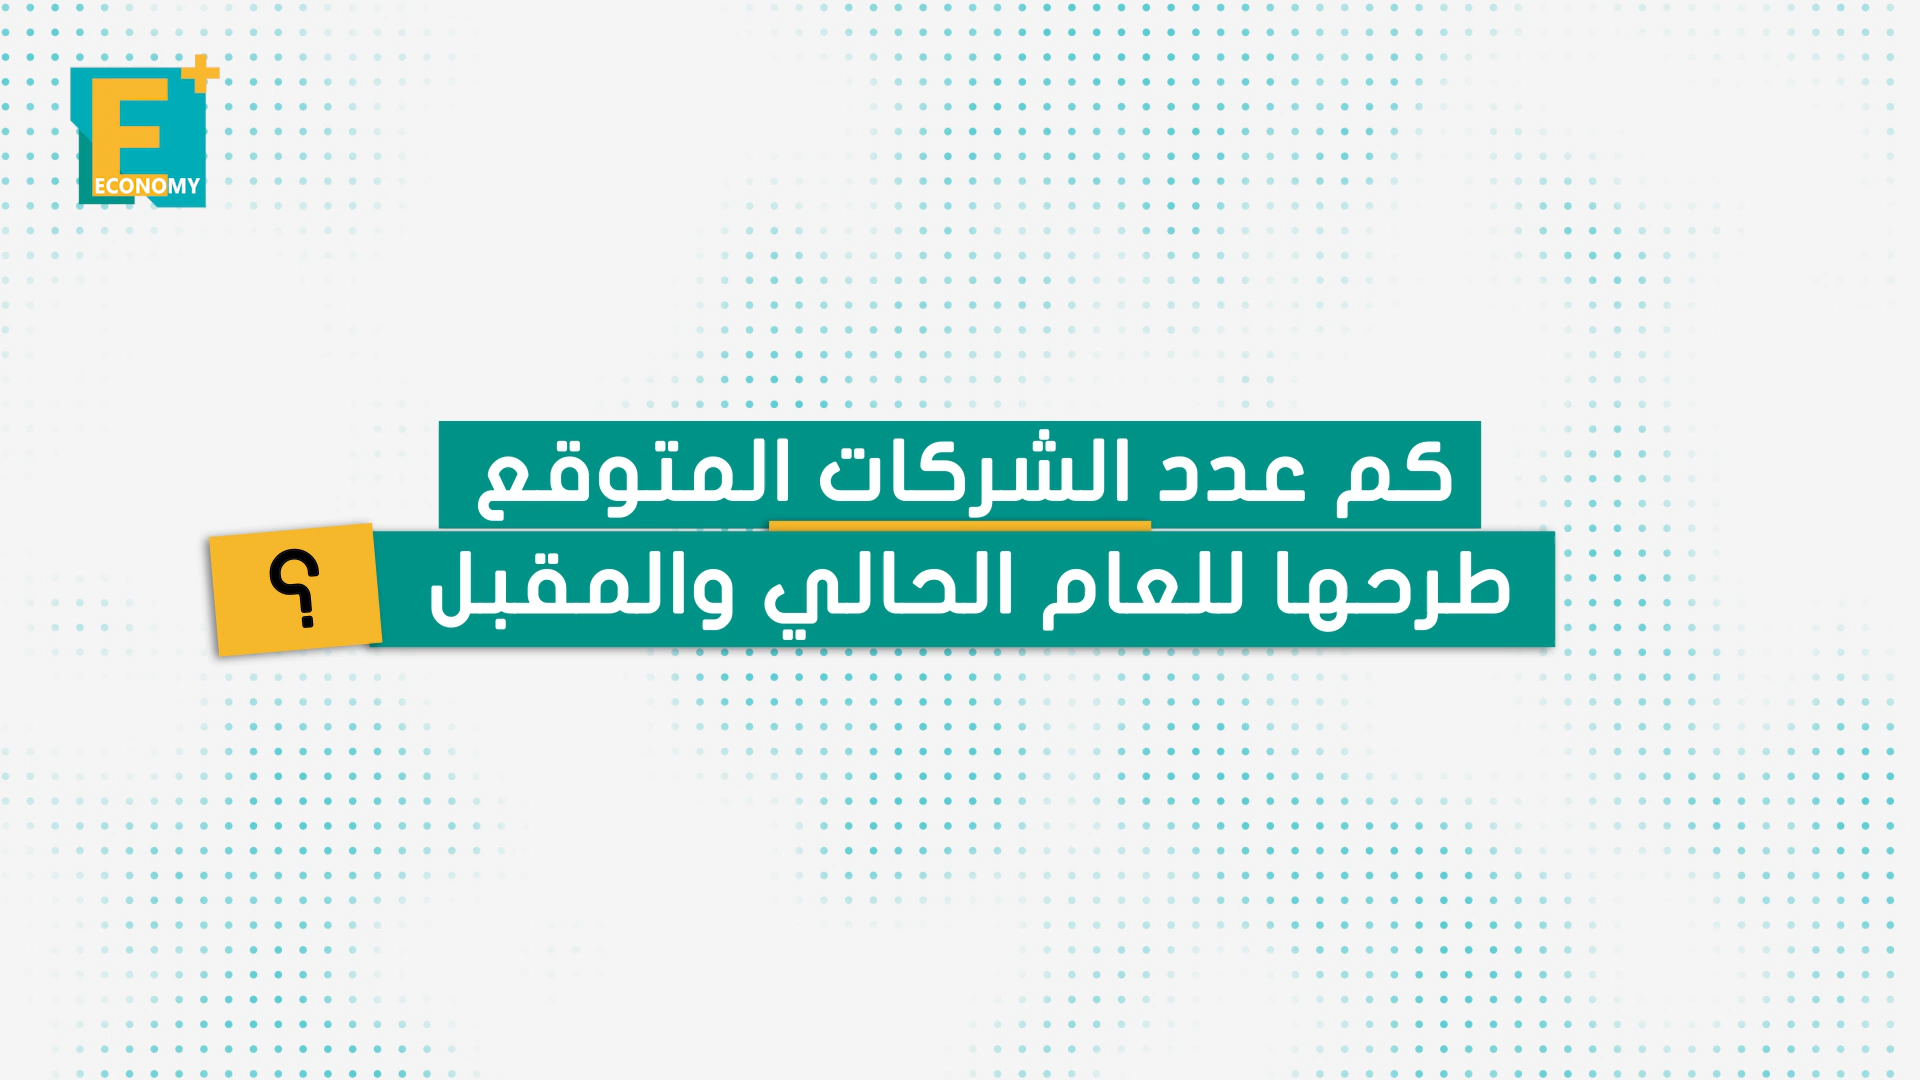 E+
ECONOMY
كم عدد الشركات المتوقع
طرحها للعام الحالي والمقبل ؟